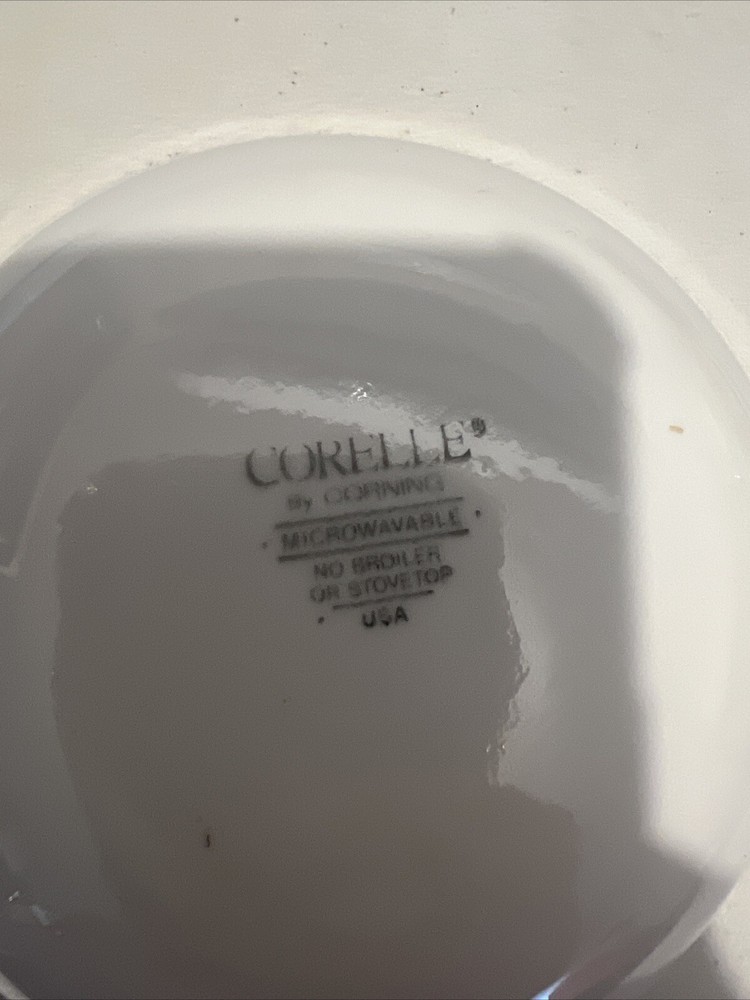 CORELLE®
By CORNING
MICROWAVABLE
NO BROILER
OR STOVETOP
USA